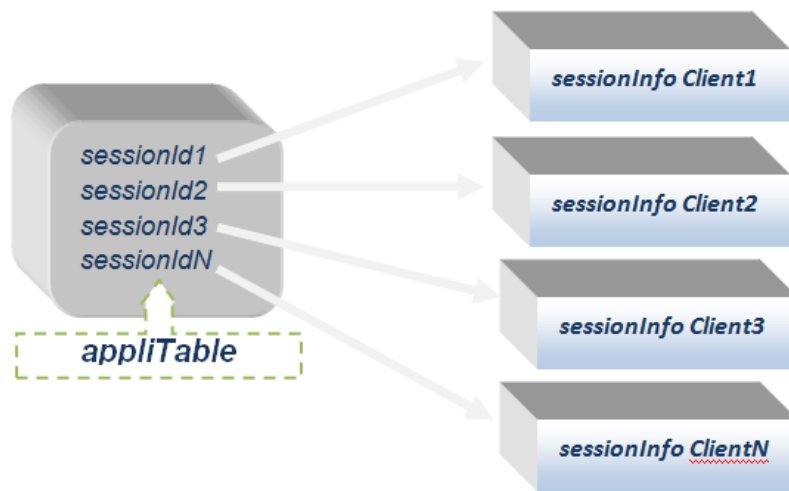 sessionId1
sessionId2
sessionId3
sessionIdN
appliTable
sessionInfo Client1
sessionInfo Client2
sessionInfo Client3
sessionInfo ClientN